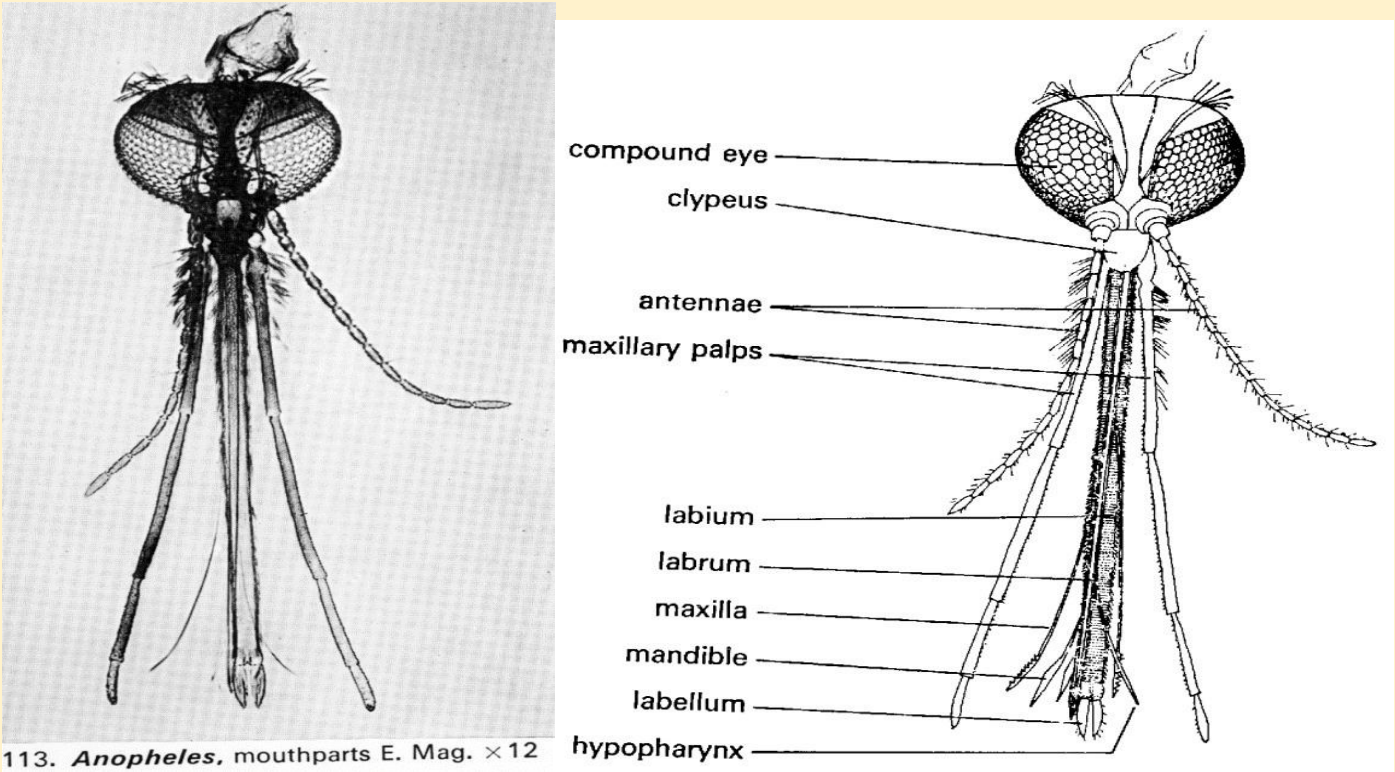 compound eye
clypeus
antennae
maxillary palps
labium
labrum
maxilla
mandible
labellum
hypopharynx
113. Anopheles, mouthparts E. Mag. ×12